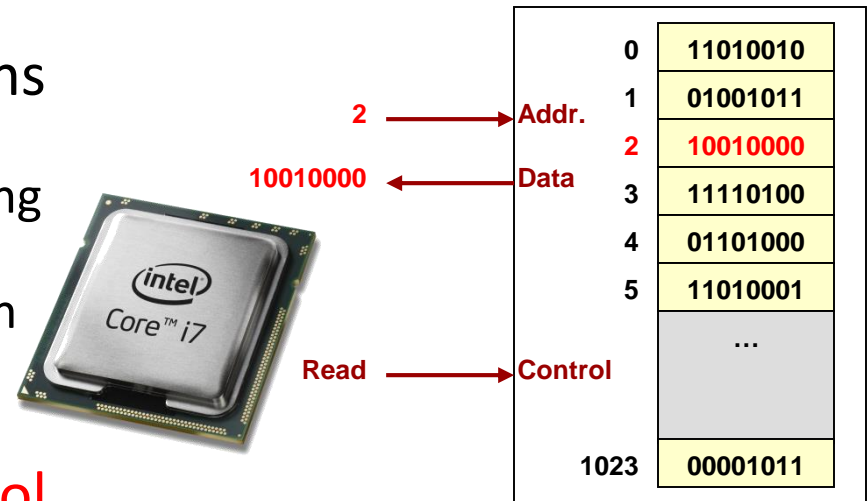 ns
ng
n
ol
intel
Core™ i7
2
10010000
Read
Addr.
Data
Control
0 11010010
1 01001011
2 10010000
3 11110100
4 01101000
5 11010001
...
1023 00001011